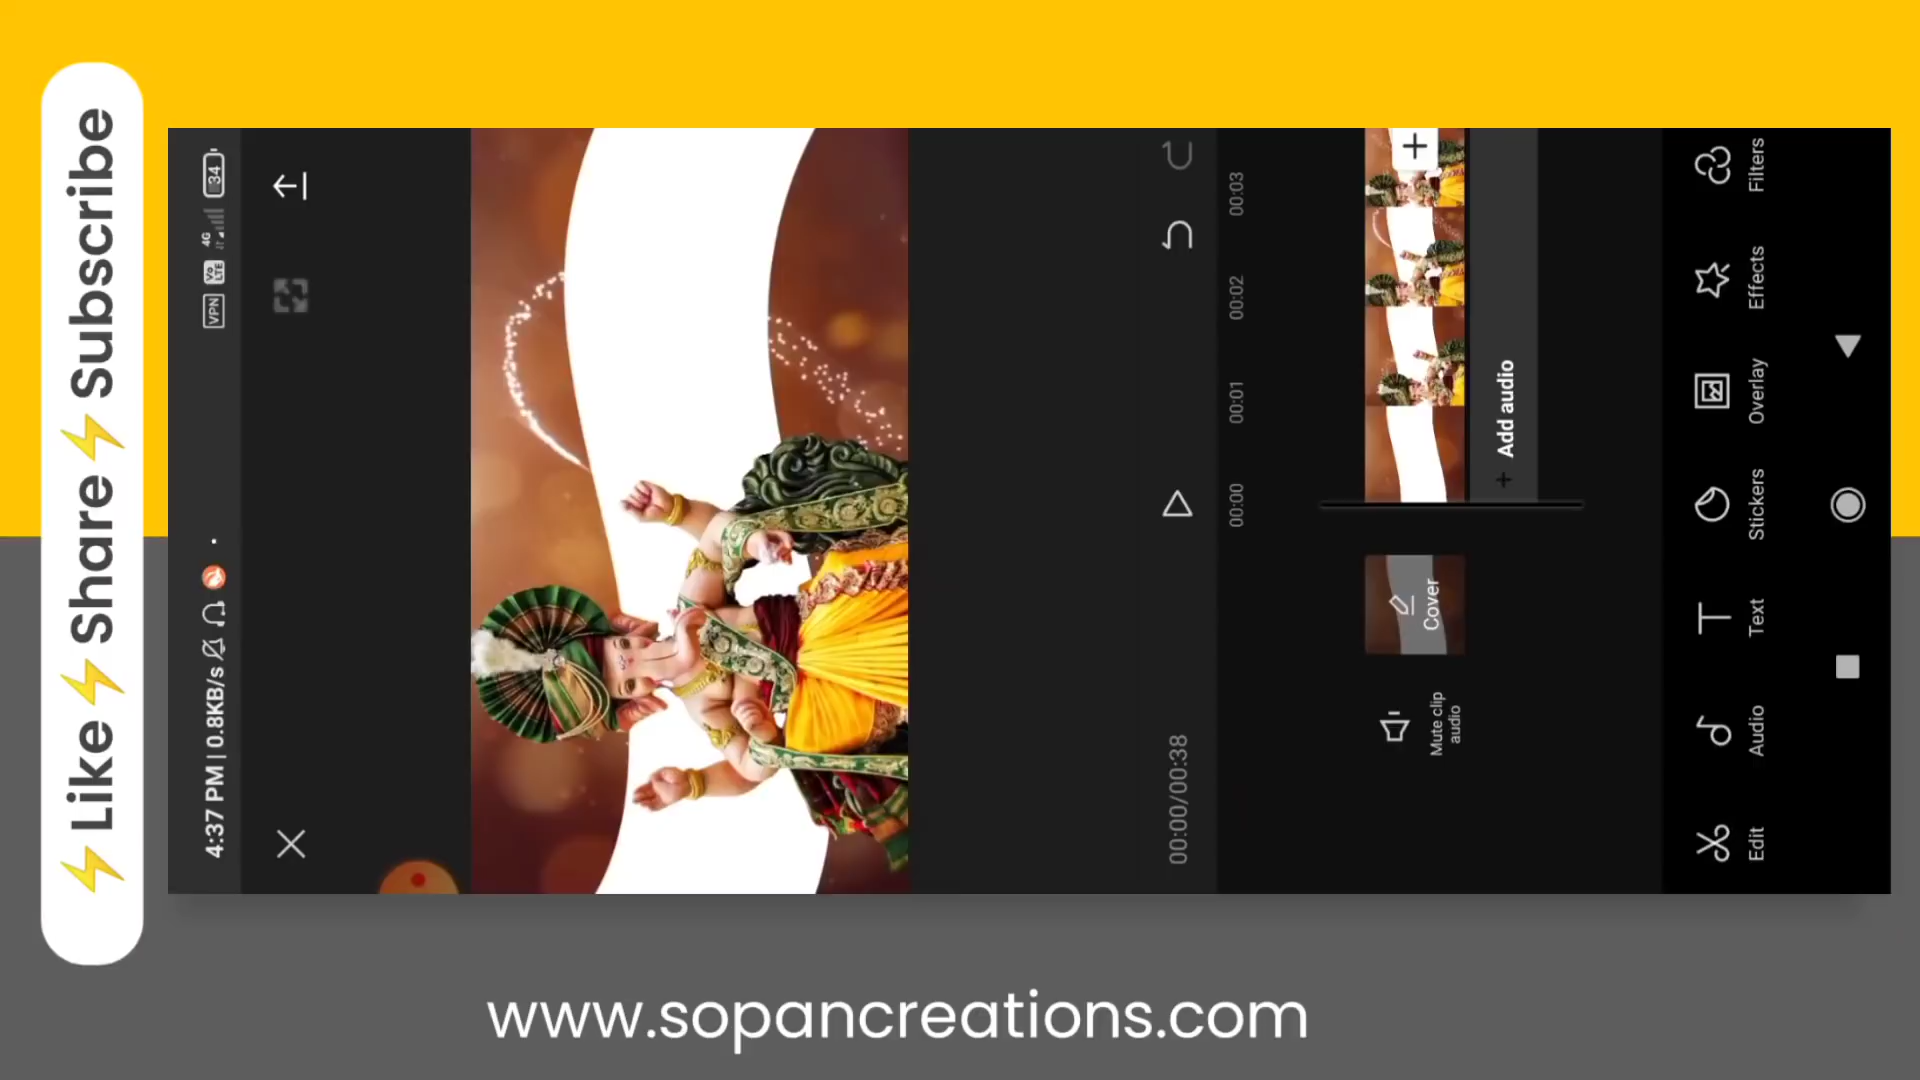 ⚡ Like ⚡ Share ⚡ Subscribe
4:37 PM | 0.8KB/s
VPN
Vo LTE
4G
34
00:00/00:38
00:00
00:01
00:02
00:03
Mute clip
audio
Cover
+ Add audio
Edit
Audio
Text
Stickers
Overlay
Effects
Filters
www.sopancreations.com